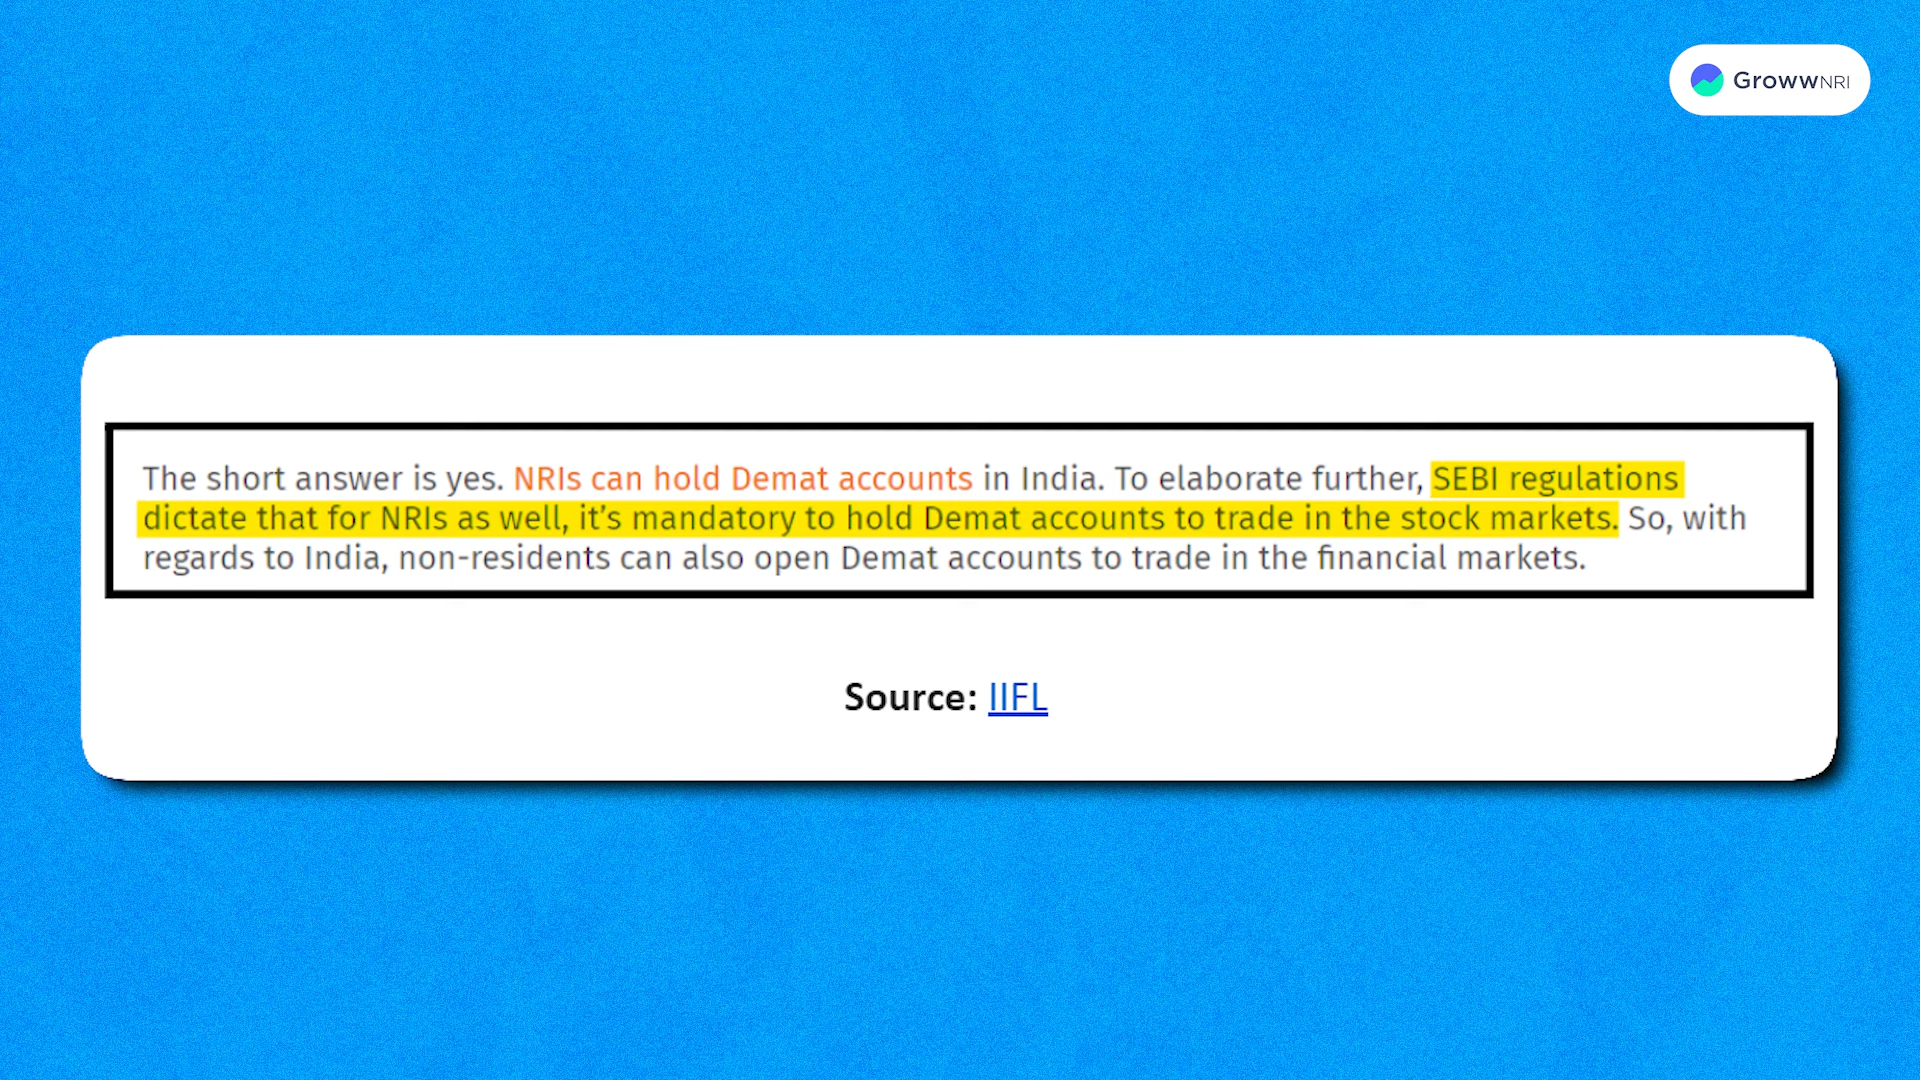 GrowwNRI
The short answer is yes. NRIs can hold Demat accounts in India. To elaborate further, SEBI regulations
dictate that for NRIs as well, it’s mandatory to hold Demat accounts to trade in the stock markets. So, with
regards to India, non-residents can also open Demat accounts to trade in the financial markets.
Source: IIFL